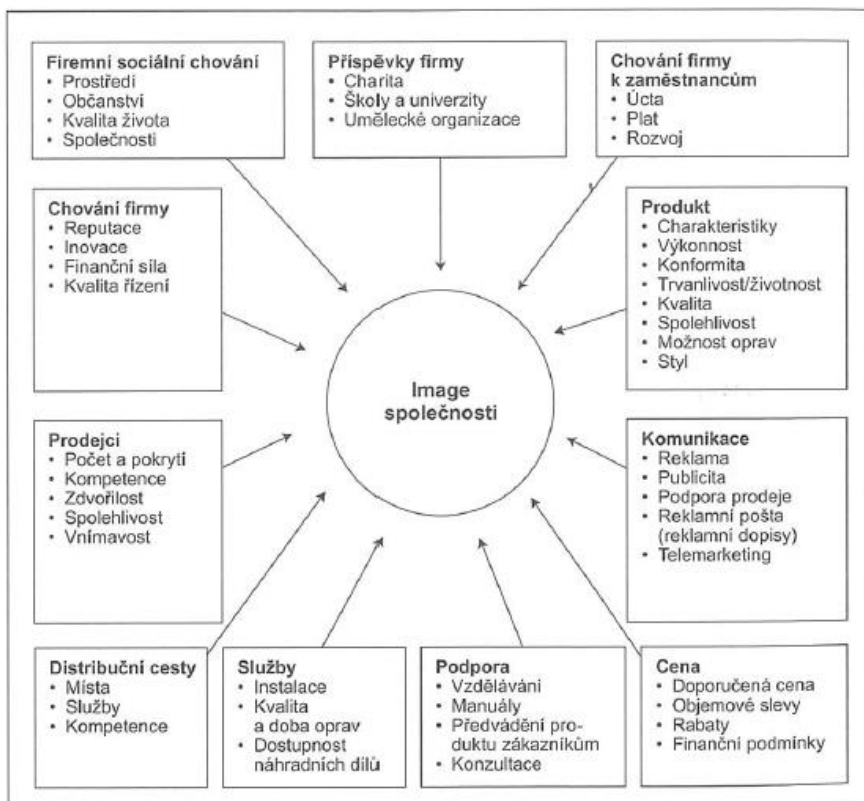 Firemní sociální chování
• Prostředí
• Občanství
• Kvalita života
• Společnosti
Příspěvky firmy
• Charita
• Školy a univerzity
• Umělecké organizace
Chování firmy
k zaměstnancům
• Úcta
• Plat
• Rozvoj
Chování firmy
• Reputace
• Inovace
• Finanční síla
• Kvalita řízení
Produkt
• Charakteristiky
• Výkonnost
• Konformita
• Trvanlivost/životnost
• Kvalita
• Spolehlivost
• Možnost oprav
• Styl
Image
společnosti
Prodejci
• Počet a pokrytí
• Kompetence
• Zdvořilost
• Spolehlivost
• Vnímavost
Komunikace
• Reklama
• Publicita
• Podpora prodeje
• Reklamní pošta
(reklamní dopisy)
• Telemarketing
Distribuční cesty
• Místa
• Služby
• Kompetence
Služby
• Instalace
• Kvalita
a doba oprav
• Dostupnost
náhradních dílů
Podpora
• Vzdělávání
• Manuály
• Předvádění pro-
duktu zákazníkům
• Konzultace
Cena
• Doporučená cena
• Objemové slevy
• Rabaty
• Finanční podmínky